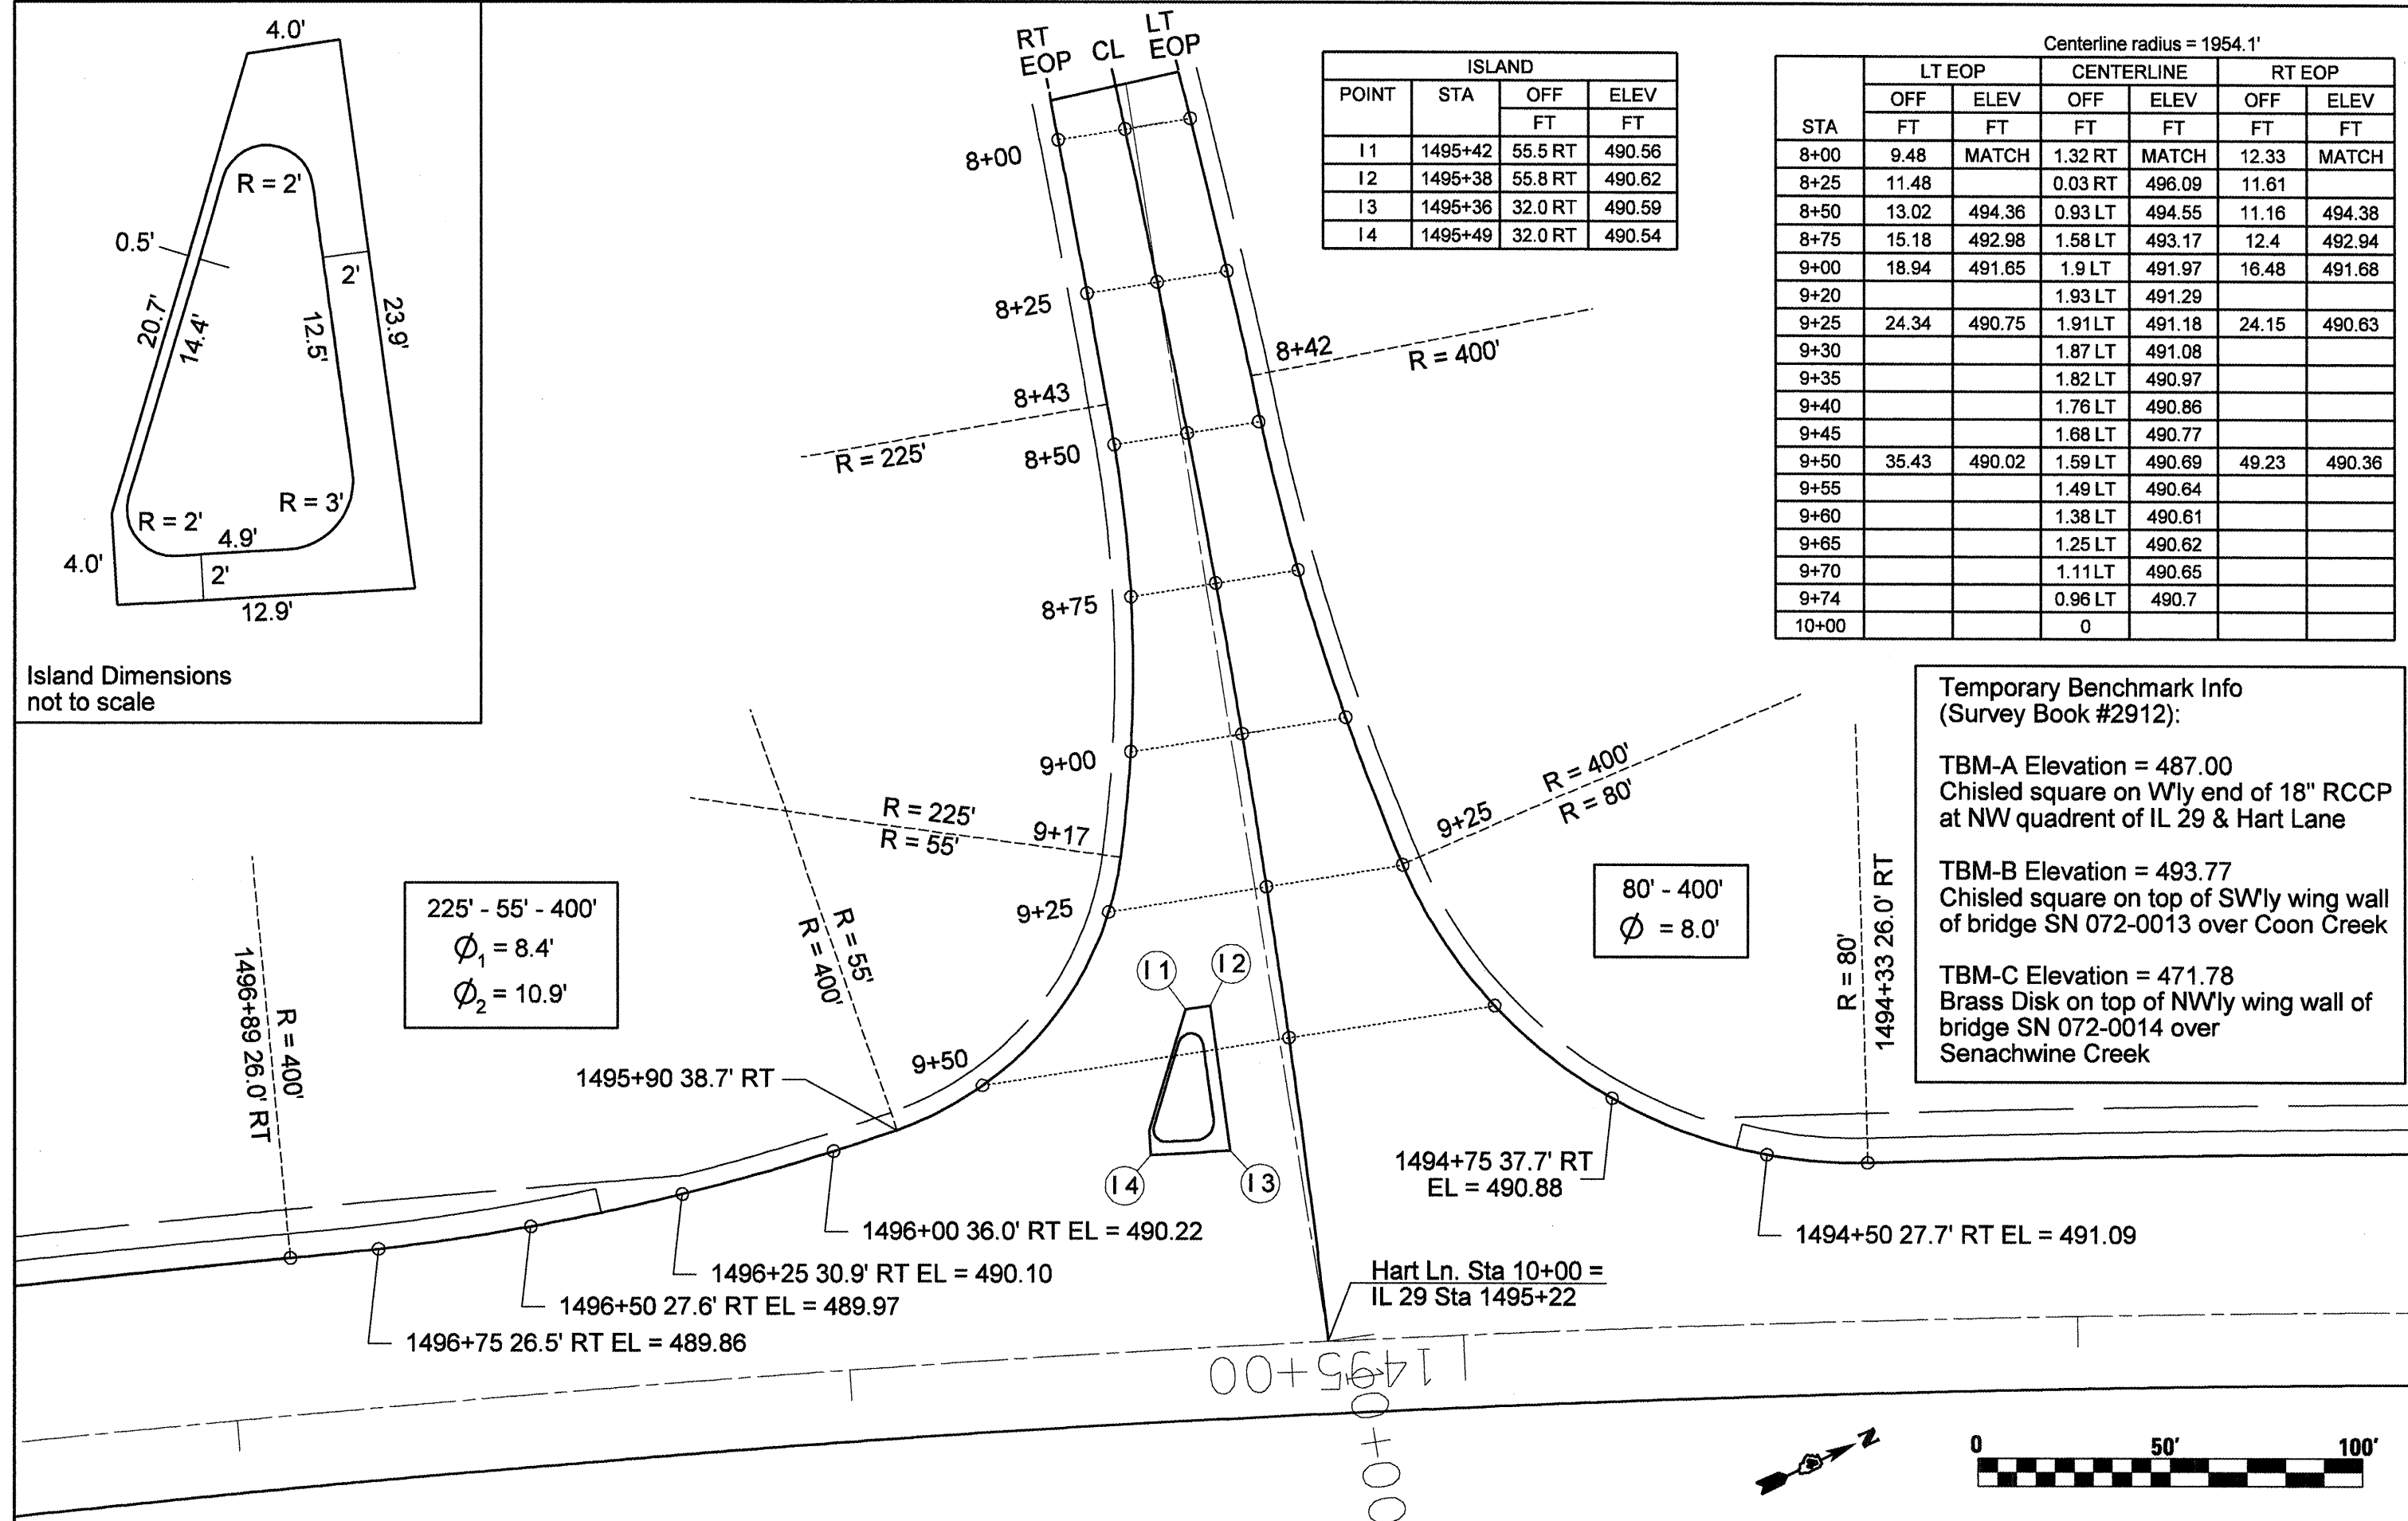 4.0'
R = 2'
0.5'
2'
20.7'
14.4'
12.5'
23.9'
R = 3'
R = 2'
4.9'
4.0'
2'
12.9'
Island Dimensions
not to scale
RT
EOP
CL
LT
EOP
8+00
8+25
8+43
R = 225'
8+50
8+75
9+00
R = 225'
R = 55'
9+17
9+25
9+50
8+42
R = 400'
R = 400'
R = 80'
9+25
ISLAND
POINT STA OFF ELEV
FT FT
I 1 1495+42 55.5 RT 490.56
I 2 1495+38 55.8 RT 490.62
I 3 1495+36 32.0 RT 490.59
I 4 1495+49 32.0 RT 490.54
Centerline radius = 1954.1'
LT EOP CENTERLINE RT EOP
OFF ELEV OFF ELEV OFF ELEV
STA FT FT FT FT FT FT
8+00 9.48 MATCH 1.32 RT MATCH 12.33 MATCH
8+25 11.48 0.03 RT 496.09 11.61
8+50 13.02 494.36 0.93 LT 494.55 11.16 494.38
8+75 15.18 492.98 1.58 LT 493.17 12.4 492.94
9+00 18.94 491.65 1.9 LT 491.97 16.48 491.68
9+20 1.93 LT 491.29
9+25 24.34 490.75 1.91 LT 491.18 24.15 490.63
9+30 1.87 LT 491.08
9+35 1.82 LT 490.97
9+40 1.76 LT 490.86
9+45 1.68 LT 490.77
9+50 35.43 490.02 1.59 LT 490.69 49.23 490.36
9+55 1.49 LT 490.64
9+60 1.38 LT 490.61
9+65 1.25 LT 490.62
9+70 1.11 LT 490.65
9+74 0.96 LT 490.7
10+00 0
Temporary Benchmark Info
(Survey Book #2912):
TBM-A Elevation = 487.00
Chisled square on W'ly end of 18" RCCP
at NW quadrent of IL 29 & Hart Lane
TBM-B Elevation = 493.77
Chisled square on top of SW'ly wing wall
of bridge SN 072-0013 over Coon Creek
TBM-C Elevation = 471.78
Brass Disk on top of NW'ly wing wall of
bridge SN 072-0014 over
Senachwine Creek
225' - 55' - 400'
∅1 = 8.4'
∅2 = 10.9'
80' - 400'
∅ = 8.0'
R = 55'
R = 400'
R = 400'
1496+89 26.0' RT
R = 80'
1494+33 26.0' RT
I 1
I 2
I 4
I 3
1495+90 38.7' RT
1496+00 36.0' RT EL = 490.22
1496+25 30.9' RT EL = 490.10
1496+50 27.6' RT EL = 489.97
1496+75 26.5' RT EL = 489.86
1494+75 37.7' RT
EL = 490.88
1494+50 27.7' RT EL = 491.09
Hart Ln. Sta 10+00 =
IL 29 Sta 1495+22
1495+00
0+00
N
0 50' 100'